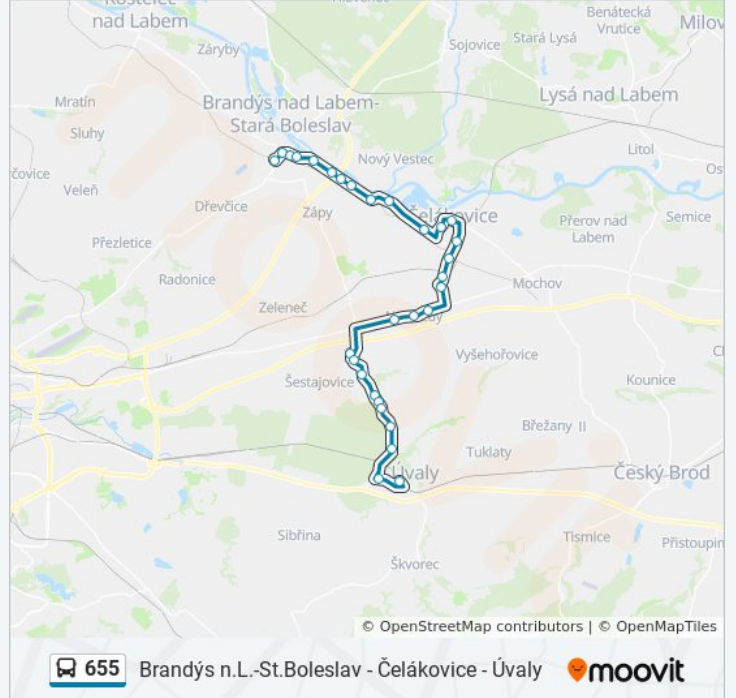 nad Labem
Benátecká
Vrutice
Milov
Sojovice
Stará Lysá
Záryby
Mratín
Brandýs nad Labem-
Stará Boleslav
Lysá nad Labem
Sluhy
Litol
Nový Vestec
čovice
Veleň
Dřevčice
Zápy
Čelákovice
Přerov nad
Labem
Semice
Přezletice
Radonice
Mochov
Zeleneč
Vyšehořovice
Šestajovice
Kounice
Břežany II
Tuklaty
Úvaly
Český Brod
Sibřina
Tismice
Přistoupin
Škvorec
© OpenStreetMap contributors | © OpenMapTiles
655 Brandýs n.L.-St.Boleslav - Čelákovice - Úvaly
moovit